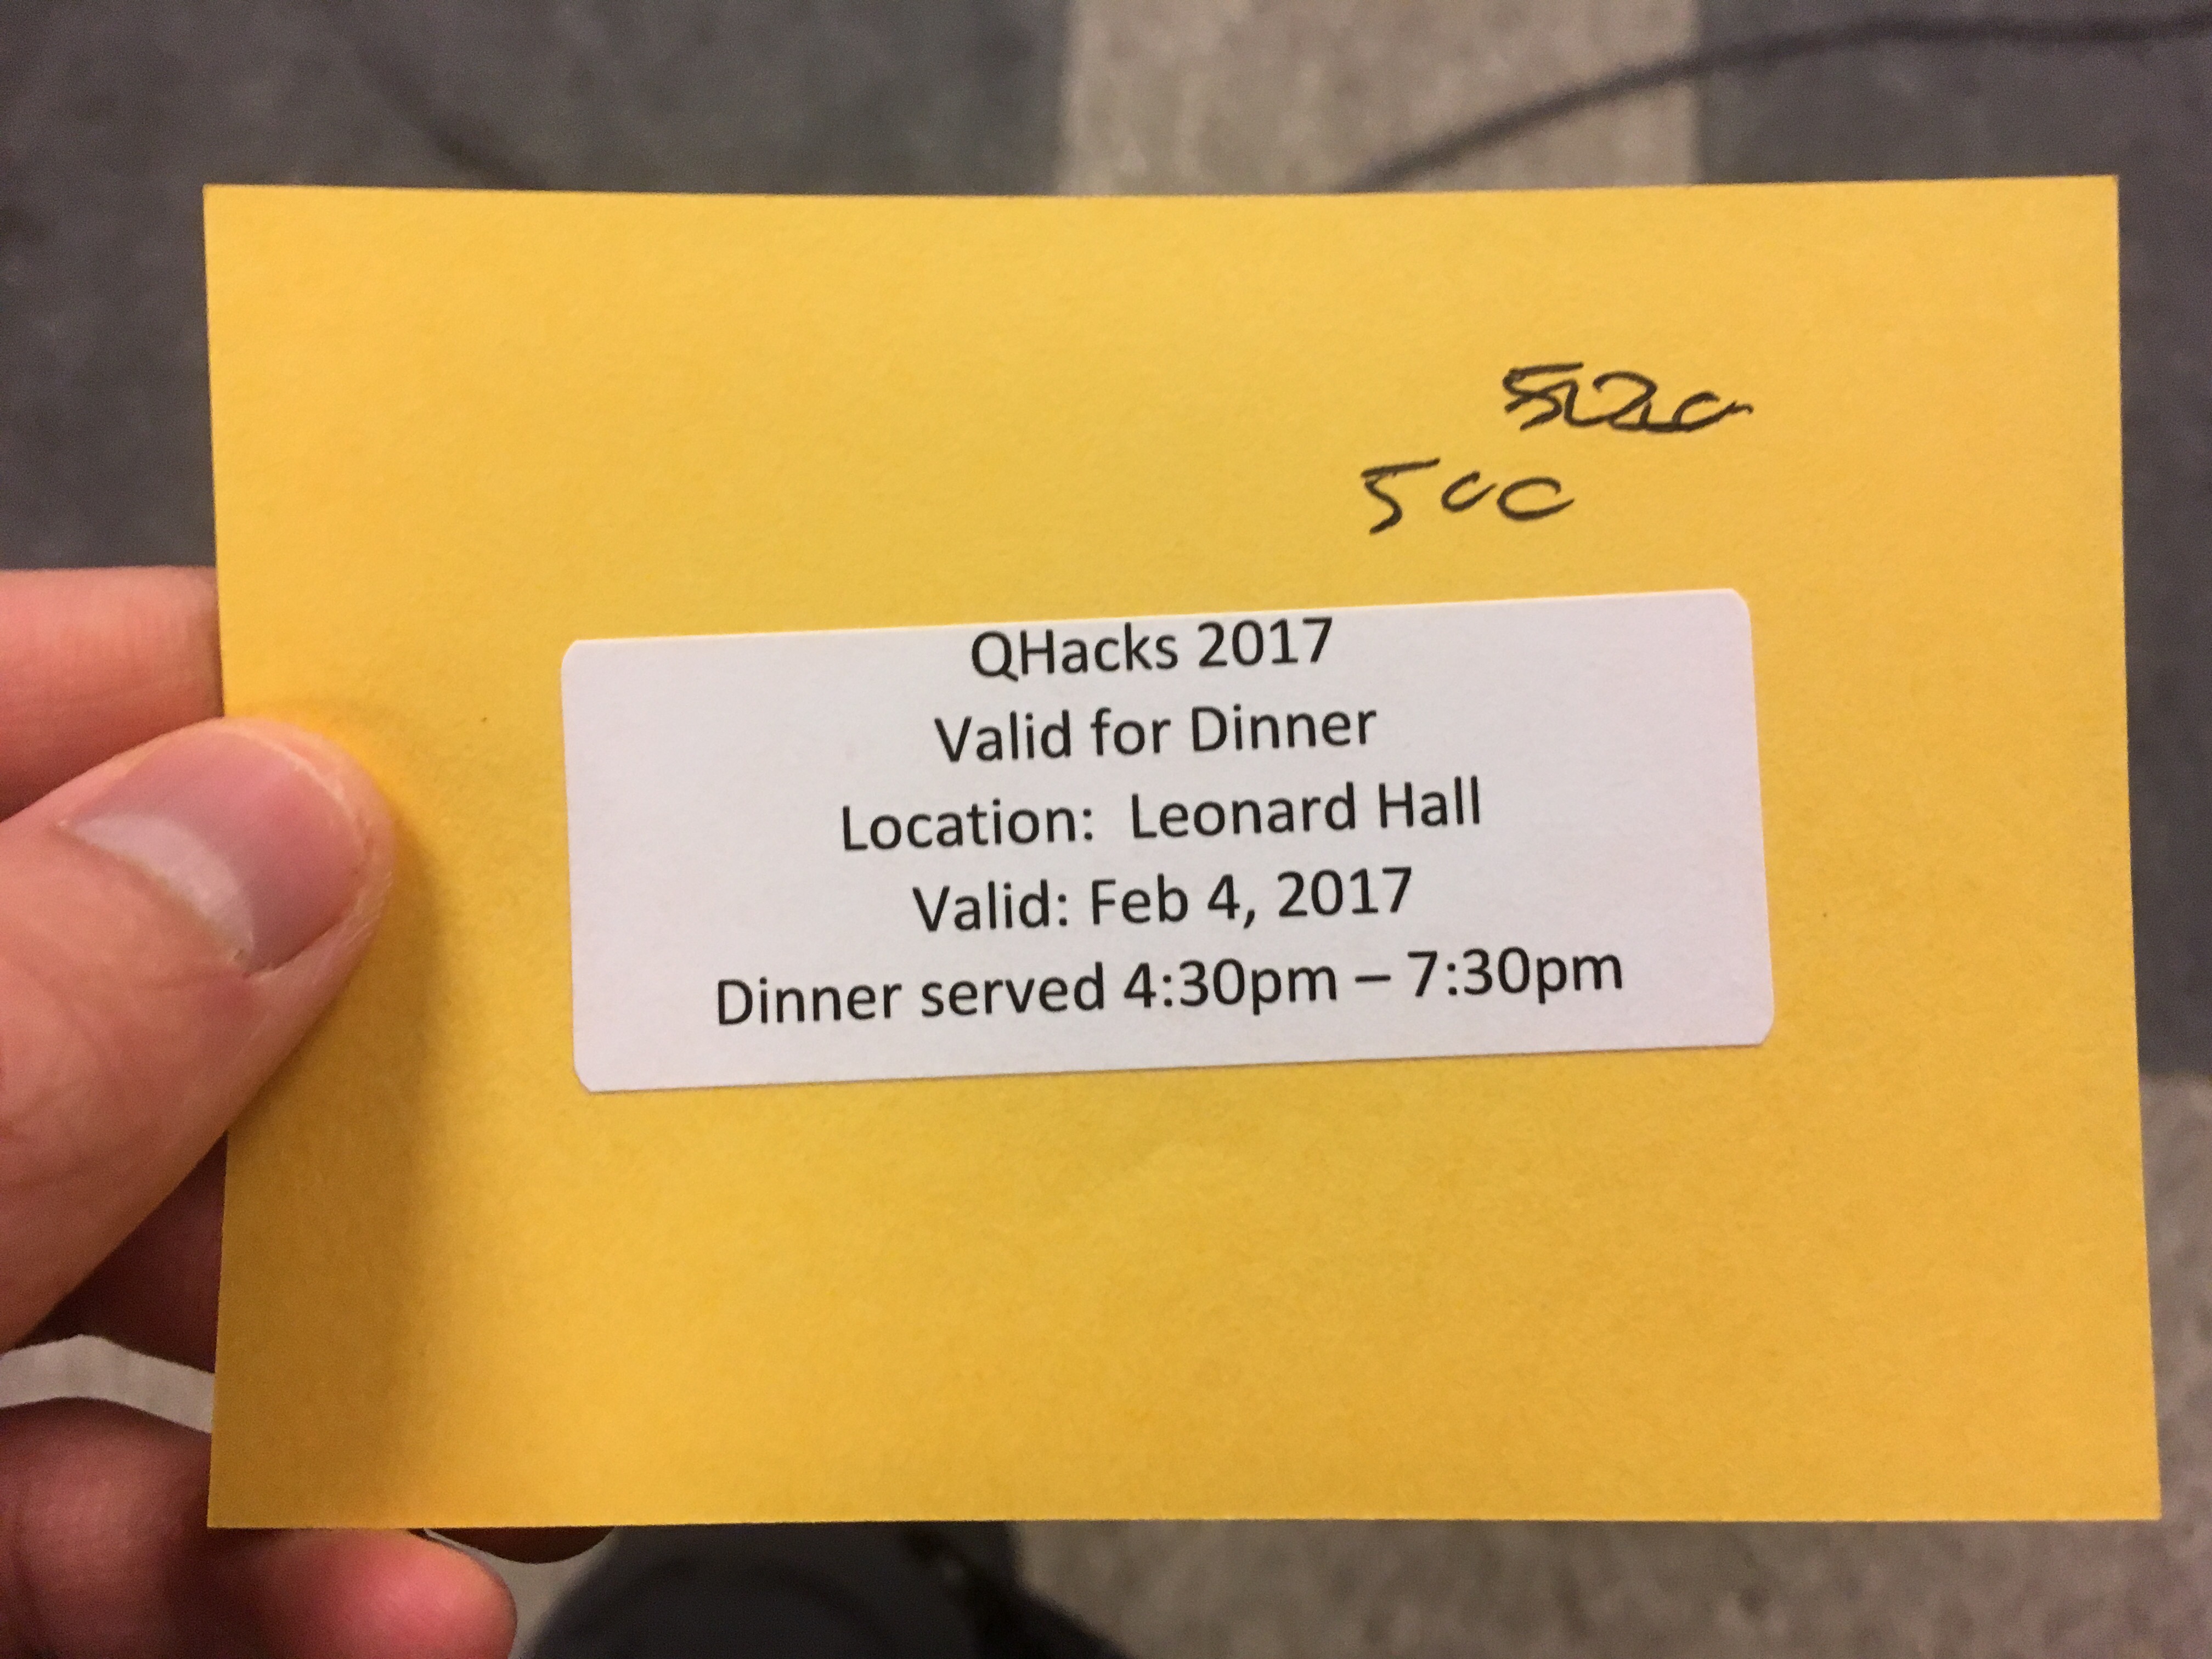 500
QHacks 2017
Valid for Dinner
Location: Leonard Hall
Valid: Feb 4, 2017
Dinner served 4:30pm – 7:30pm